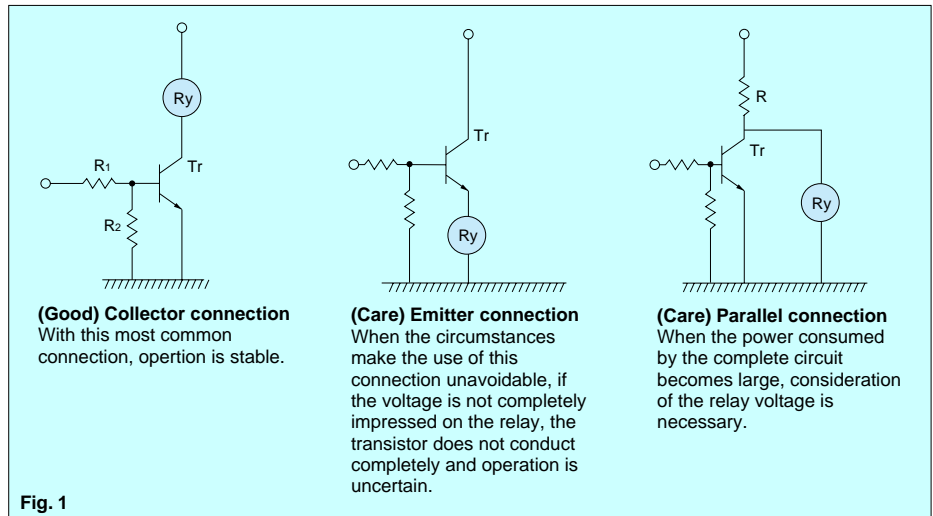 Ry
Tr
R1
R2
(Good) Collector connection
With this most common
connection, opertion is stable.
Tr
Ry
(Care) Emitter connection
When the circumstances
make the use of this
connection unavoidable, if
the voltage is not completely
impressed on the relay, the
transistor does not conduct
completely and operation is
uncertain.
R
Tr
Ry
(Care) Parallel connection
When the power consumed
by the complete circuit
becomes large, consideration
of the relay voltage is
necessary.
Fig. 1